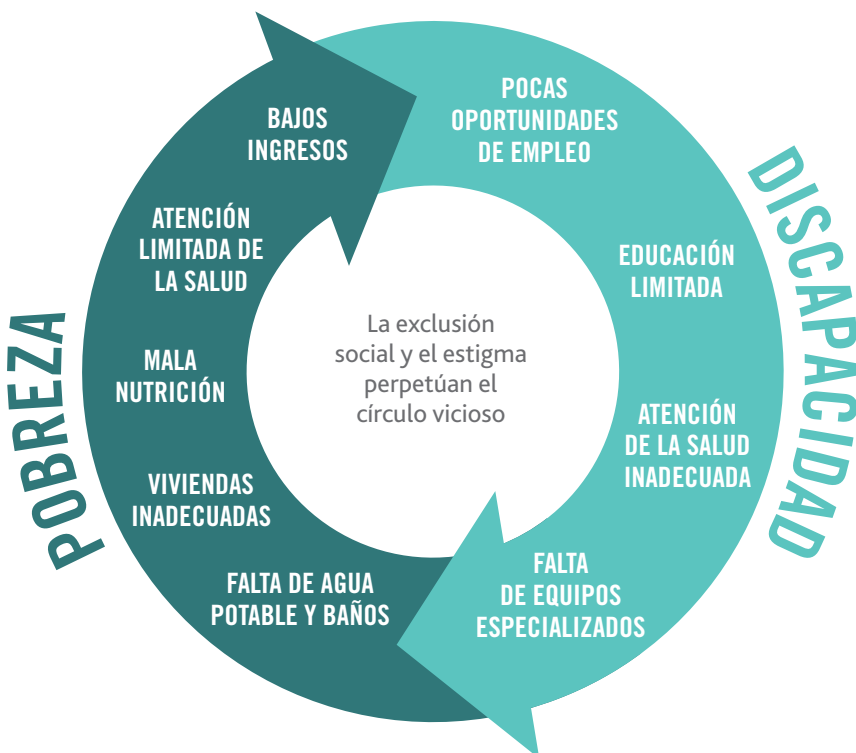 POBREZA
BAJOS
INGRESOS
ATENCIÓN
LIMITADA DE
LA SALUD
MALA
NUTRICIÓN
VIVIENDAS
INADECUADAS
FALTA DE AGUA
POTABLE Y BAÑOS
La exclusión
social y el estigma
perpetúan el
círculo vicioso
DISCAPACIDAD
POCAS
OPORTUNIDADES
DE EMPLEO
EDUCACIÓN
LIMITADA
ATENCIÓN
DE LA SALUD
INADECUADA
FALTA
DE EQUIPOS
ESPECIALIZADOS